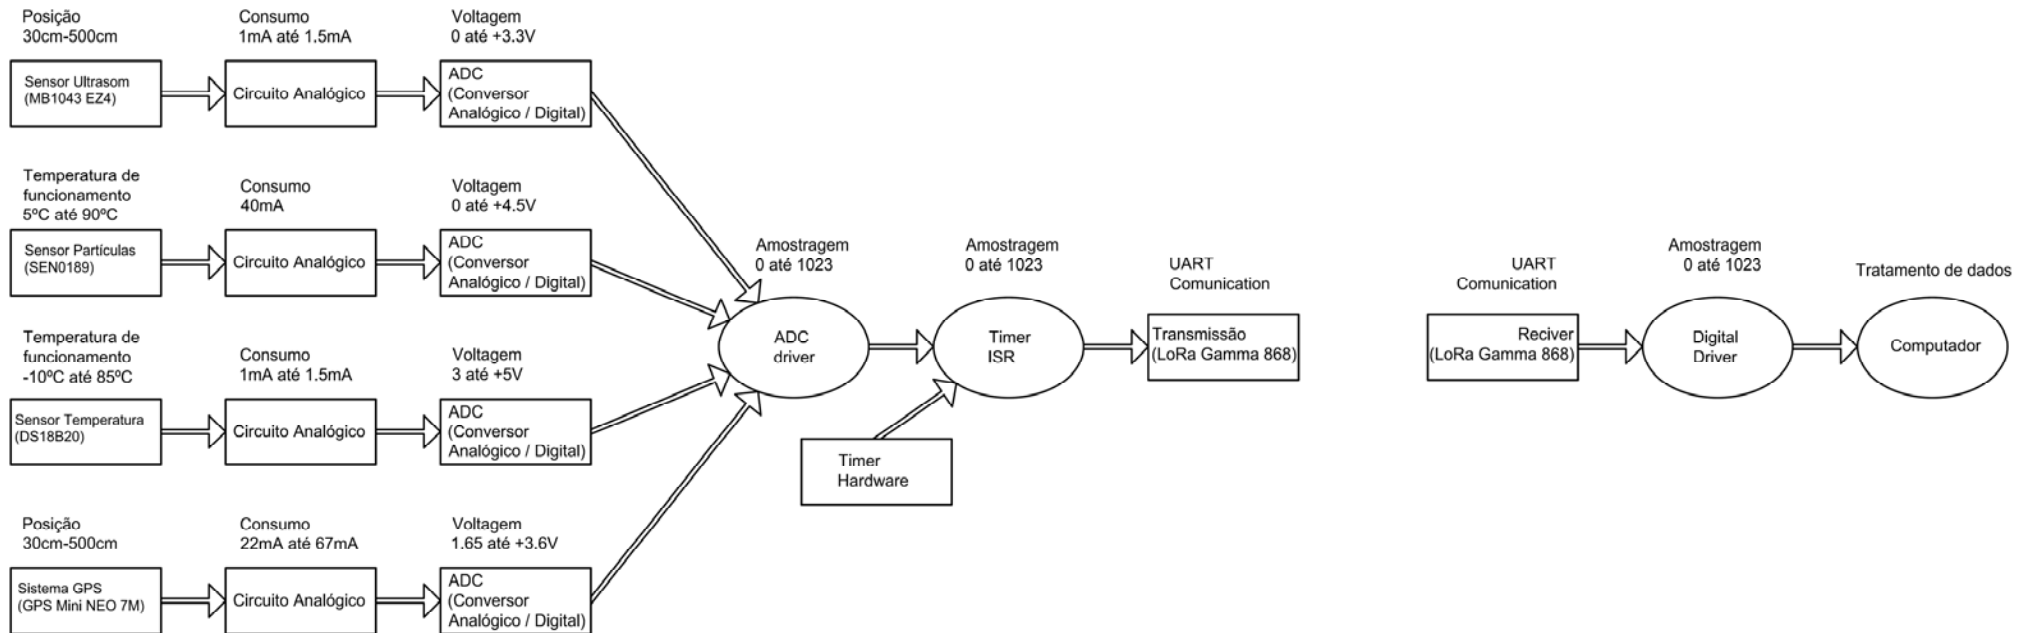 Posição
30cm-500cm
Consumo
1mA até 1.5mA
Voltagem
0 até +3.3V
Sensor Ultrasom
(MB1043 EZ4)
Circuito Analógico
ADC
(Conversor
Analógico / Digital)
Temperatura de
funcionamento
5ºC até 90ºC
Consumo
40mA
Voltagem
0 até +4.5V
Sensor Partículas
(SEN0189)
Circuito Analógico
ADC
(Conversor
Analógico / Digital)
Temperatura de
funcionamento
-10ºC até 85ºC
Consumo
1mA até 1.5mA
Voltagem
3 até +5V
Sensor Temperatura
(DS18B20)
Circuito Analógico
ADC
(Conversor
Analógico / Digital)
Posição
30cm-500cm
Consumo
22mA até 67mA
Voltagem
1.65 até +3.6V
Sistema GPS
(GPS Mini NEO 7M)
Circuito Analógico
ADC
(Conversor
Analógico / Digital)
Amostragem
0 até 1023
ADC
driver
Amostragem
0 até 1023
Timer
ISR
Timer
Hardware
UART
Comunication
Transmissão
(LoRa Gamma 868)
UART
Comunication
Reciver
(LoRa Gamma 868)
Amostragem
0 até 1023
Digital
Driver
Tratamento de dados
Computador